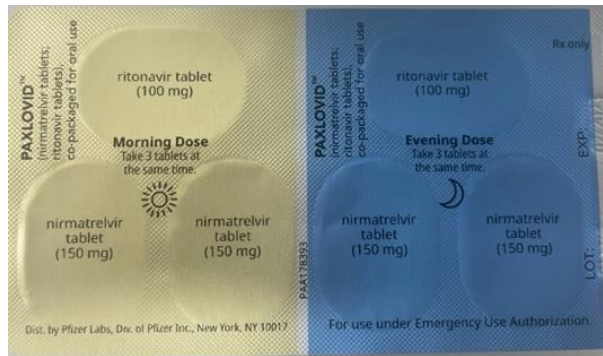 PAXLOVID™
(nirmatrelvir tablets;
ritonavir tablets),
co-packaged for oral use
ritonavir tablet
(100 mg)
Morning Dose
Take 3 tablets at
the same time.
nirmatrelvir
tablet
(150 mg)
nirmatrelvir
tablet
(150 mg)
Dist. by Pfizer Labs, Div. of Pfizer Inc., New York, NY 10017
PAA178393
PAXLOVID™
(nirmatrelvir tablets;
ritonavir tablets),
co-packaged for oral use
ritonavir tablet
(100 mg)
Rx only
Evening Dose
Take 3 tablets at
the same time.
nirmatrelvir
tablet
(150 mg)
nirmatrelvir
tablet
(150 mg)
EXP:
LOT:
For use under Emergency Use Authorization.